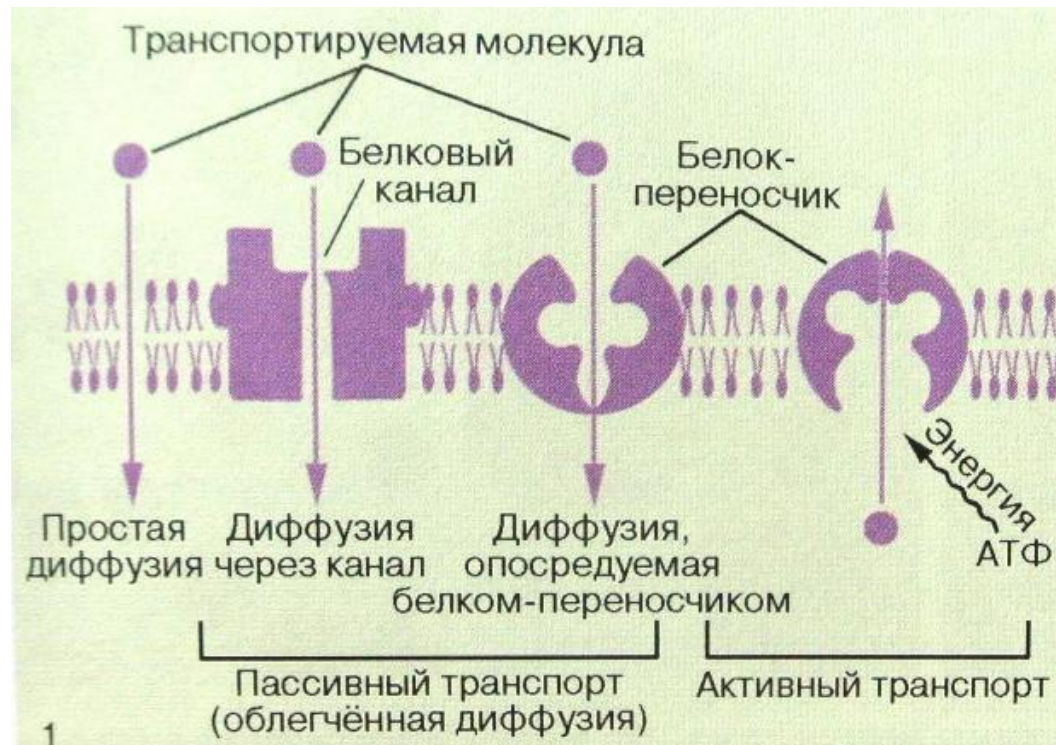 Транспортируемая молекула
Белковый
канал
Белок-
переносчик
Энергия
АТФ
Простая
диффузия
Диффузия
через канал
Диффузия,
опосредуемая
белком-переносчиком
Пассивный транспорт
(облегчённая диффузия)
Активный транспорт
1